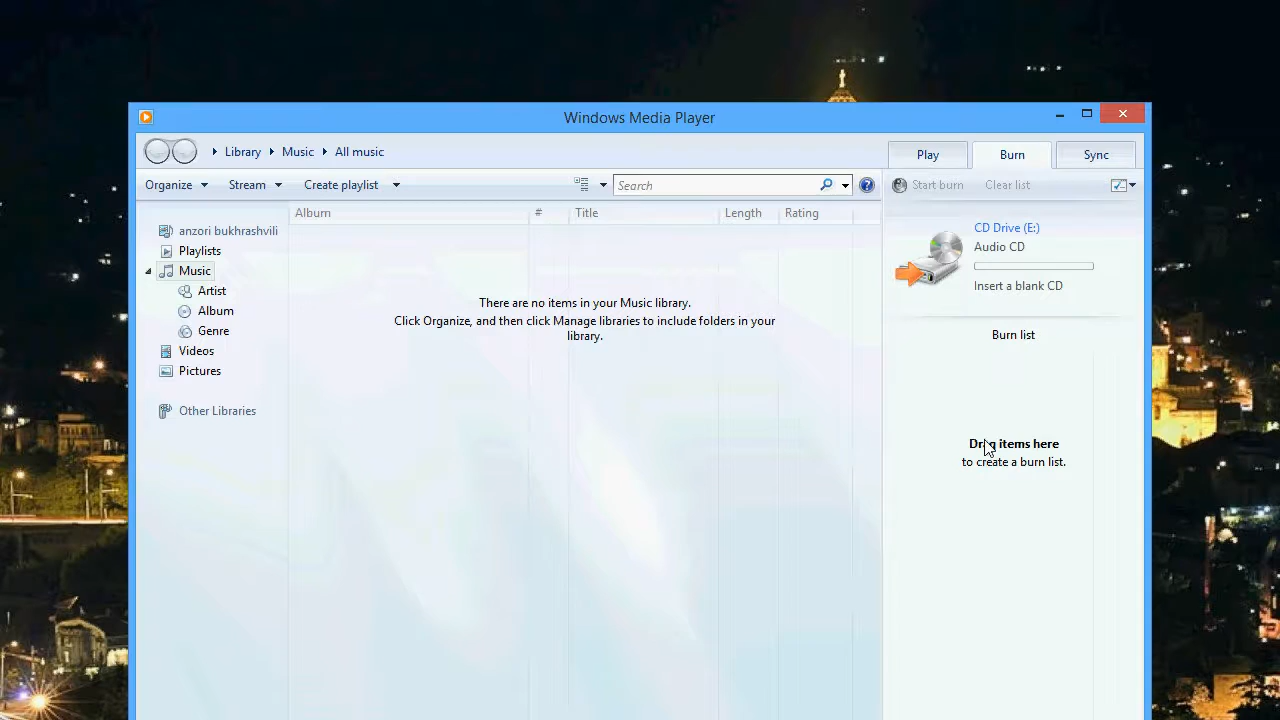 Windows Media Player
Library Music All music
Play Burn Sync
Organize Stream Create playlist Search Start burn Clear list
Album # Title Length Rating
anzori bukhrashvili
Playlists
Music
Artist
Album
Genre
Videos
Pictures
Other Libraries
There are no items in your Music library.
Click Organize, and then click Manage libraries to include folders in your
library.
CD Drive (E:)
Audio CD
Insert a blank CD
Burn list
Drag items here
to create a burn list.